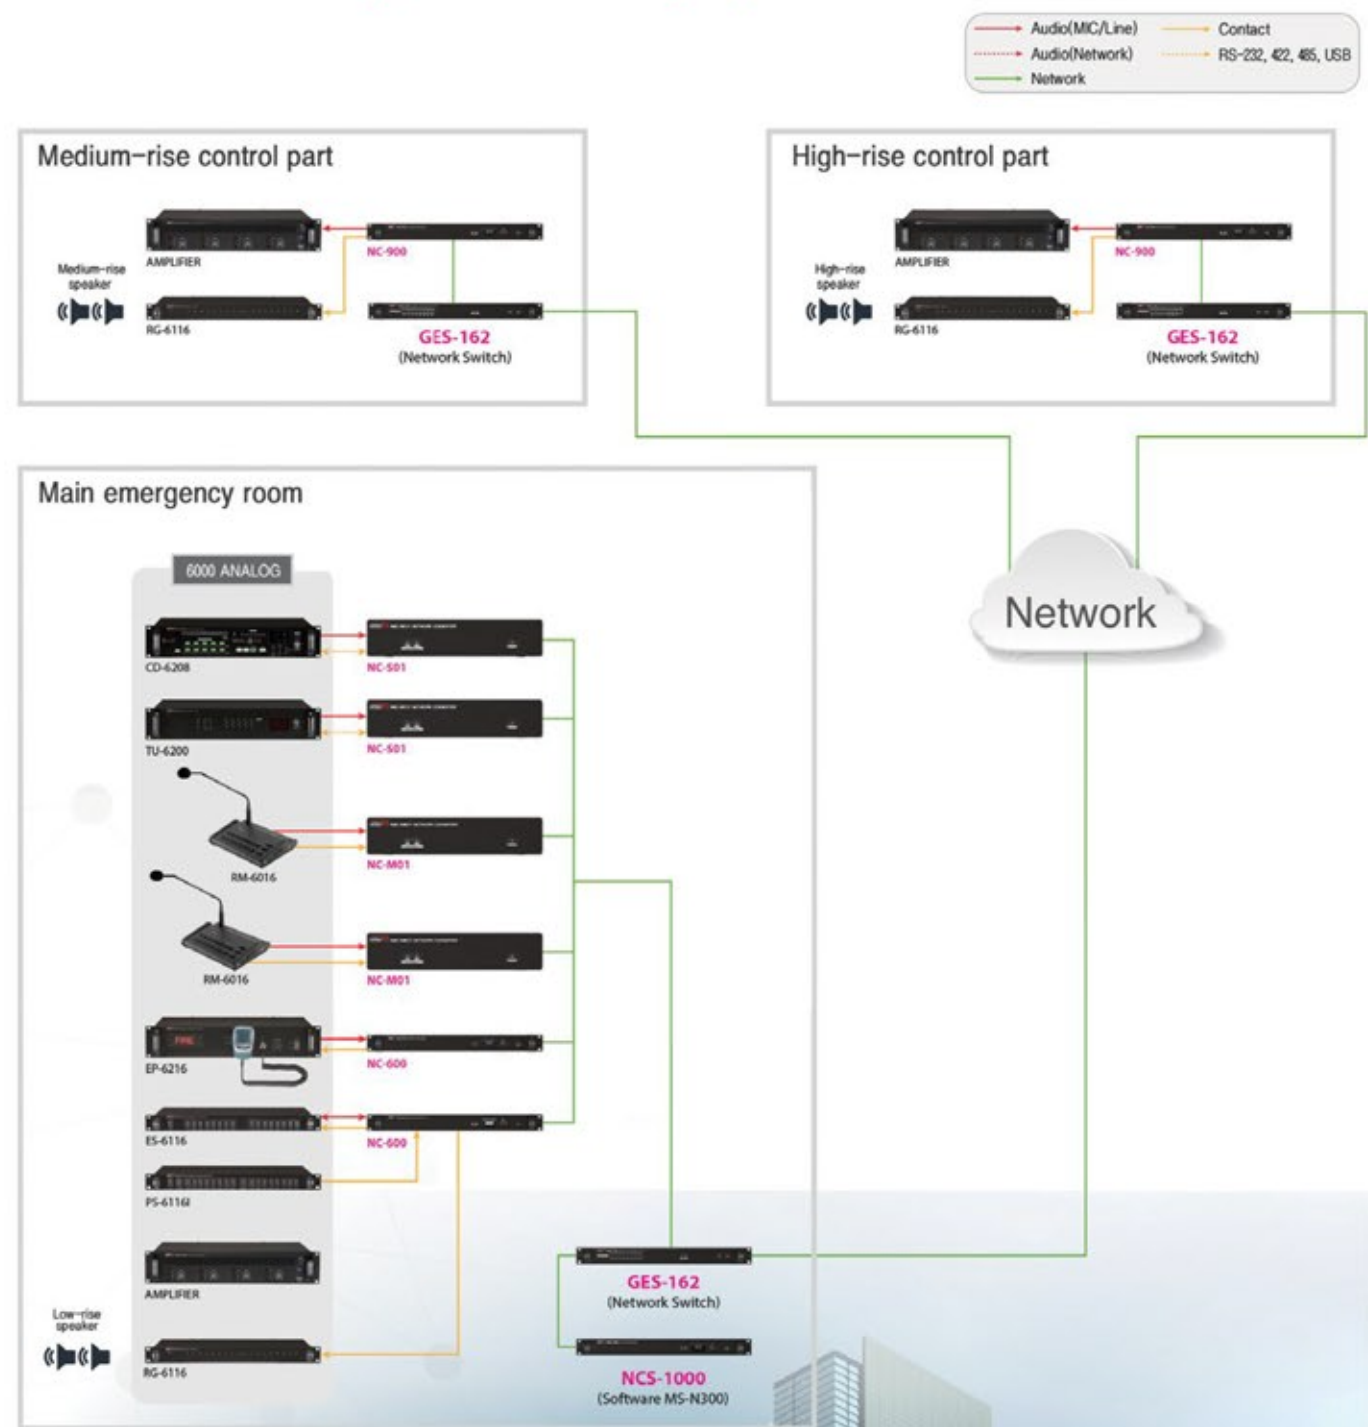 Audio(MIC/Line)
Contact
Audio(Network)
RS-232, 422, 485, USB
Network
Medium-rise control part
AMPLIFIER
NC-900
Medium-rise
speaker
RG-6116
GES-162
(Network Switch)
High-rise control part
AMPLIFIER
NC-900
High-rise
speaker
RG-6116
GES-162
(Network Switch)
Network
Main emergency room
6000 ANALOG
CD-6208
NC-S01
TU-6200
NC-S01
RM-6016
NC-M01
RM-6016
NC-M01
FIRE
EP-6216
NC-600
ES-6116
NC-600
PS-6116I
AMPLIFIER
Low-rise
speaker
RG-6116
GES-162
(Network Switch)
NCS-1000
(Software MS-N300)